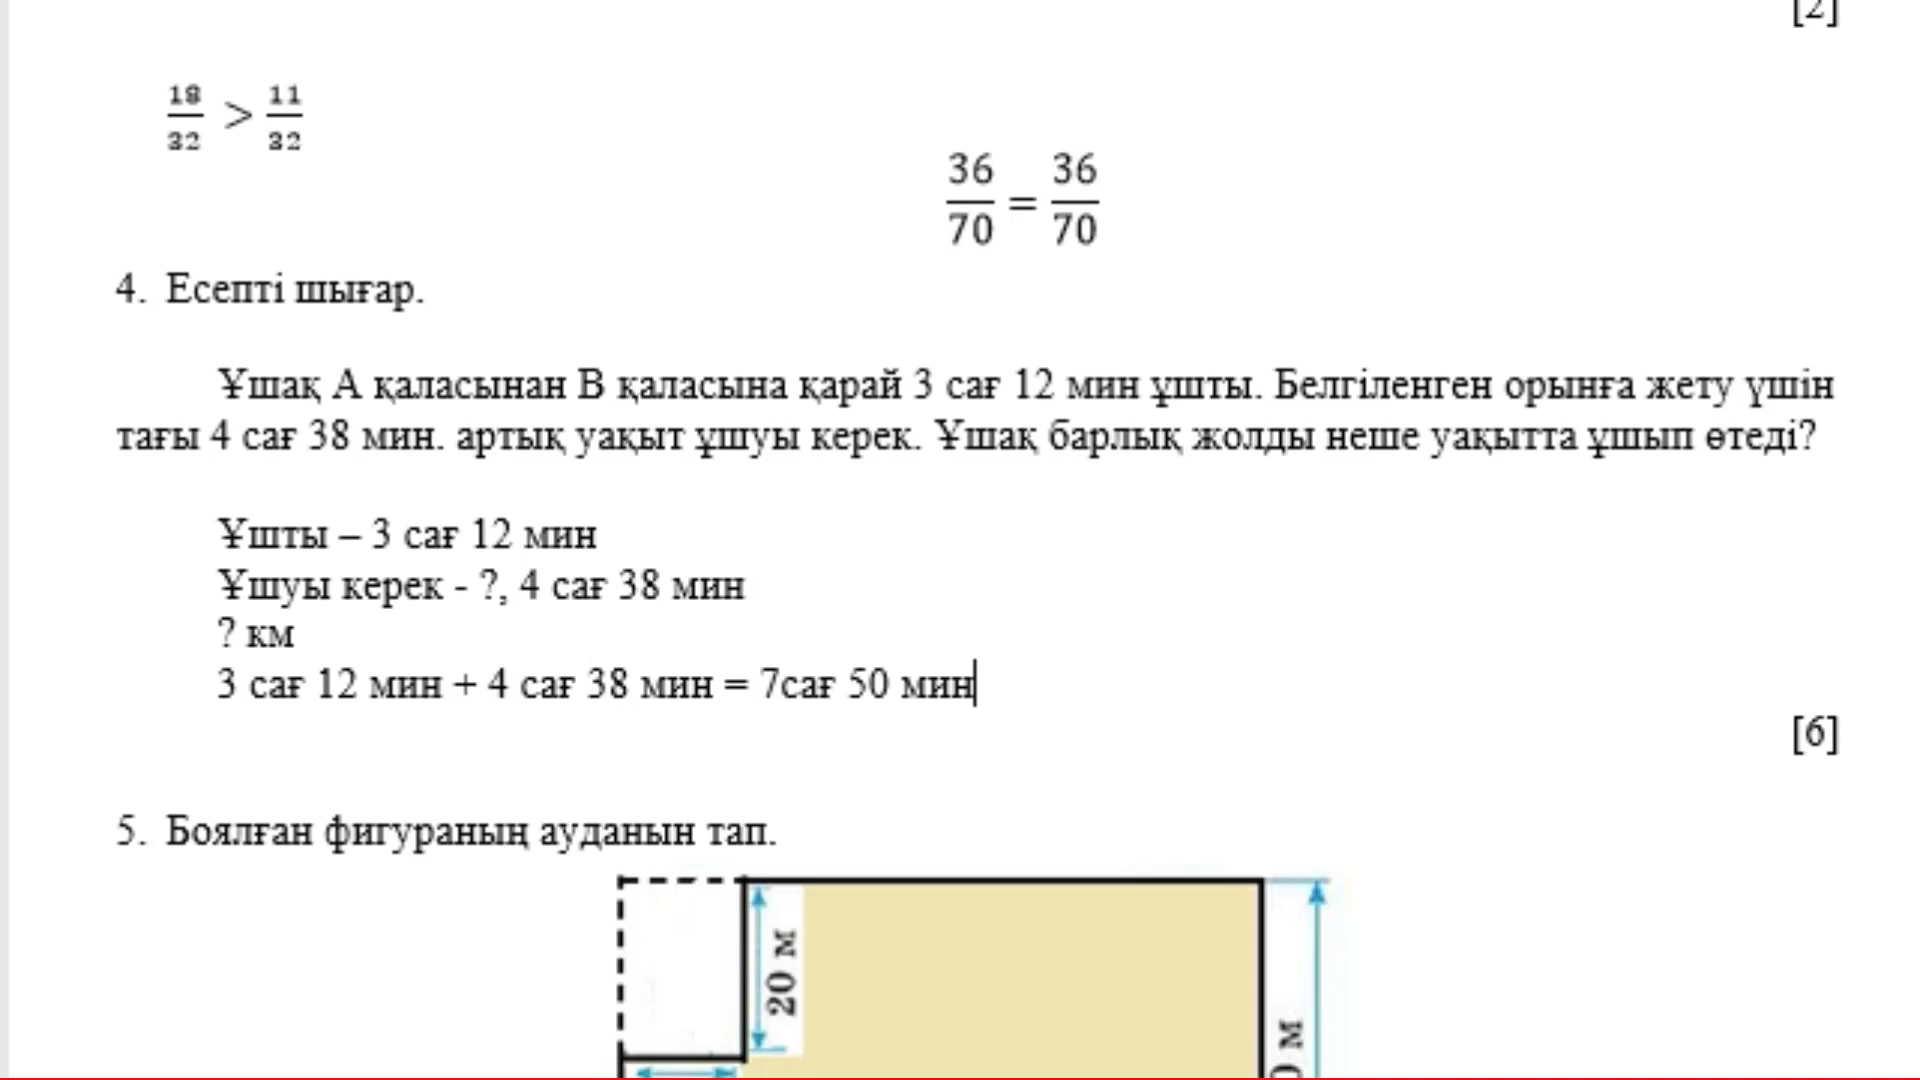 [2]
18/32 > 11/32
36/70 = 36/70
4. Есепті шығар.
Ұшақ А қаласынан В қаласына қарай 3 сағ 12 мин ұшты. Белгіленген орынға жету үшін
тағы 4 сағ 38 мин. артық уақыт ұшуы керек. Ұшақ барлық жолды неше уақытта ұшып өтеді?
Ұшты – 3 сағ 12 мин
Ұшуы керек - ?, 4 сағ 38 мин
? км
3 сағ 12 мин + 4 сағ 38 мин = 7сағ 50 мин
[6]
5. Боялған фигураның ауданын тап.
20 м
м